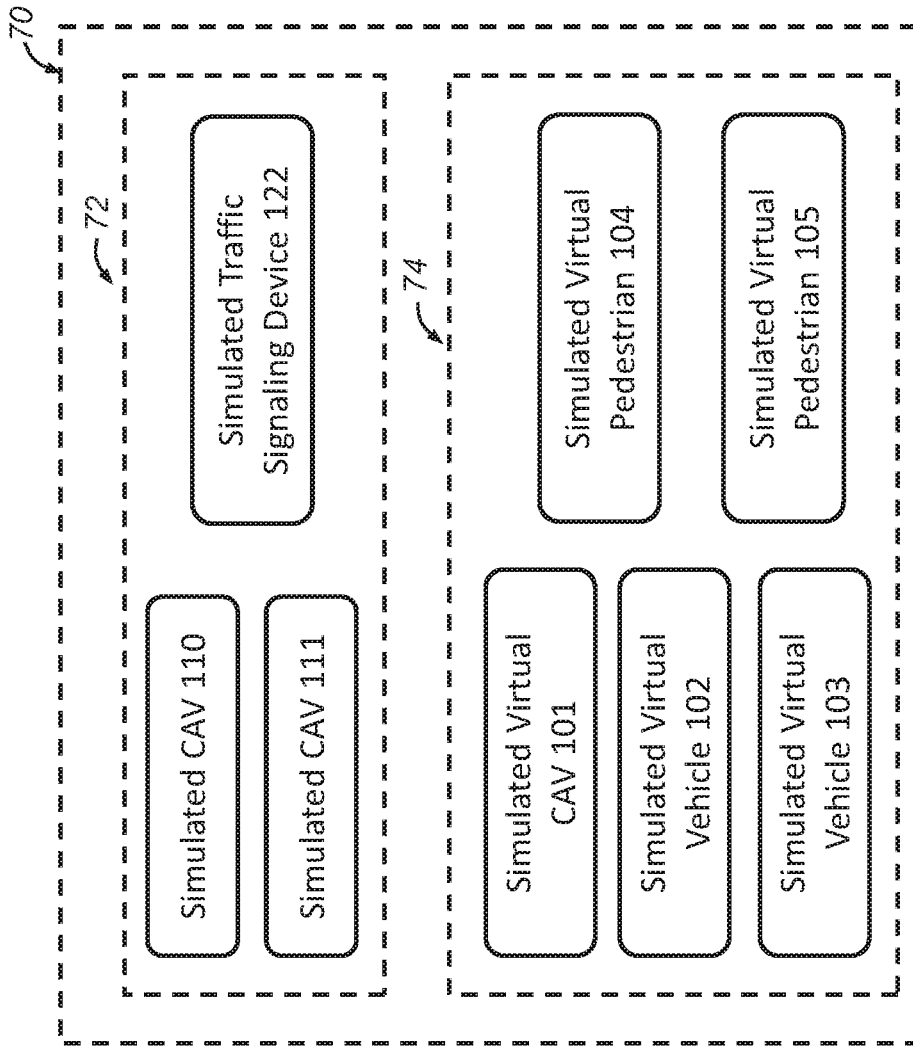 70
72
Simulated CAV 110
Simulated CAV 111
Simulated Traffic
Signaling Device 122
74
Simulated Virtual
CAV 101
Simulated Virtual
Vehicle 102
Simulated Virtual
Vehicle 103
Simulated Virtual
Pedestrian 104
Simulated Virtual
Pedestrian 105